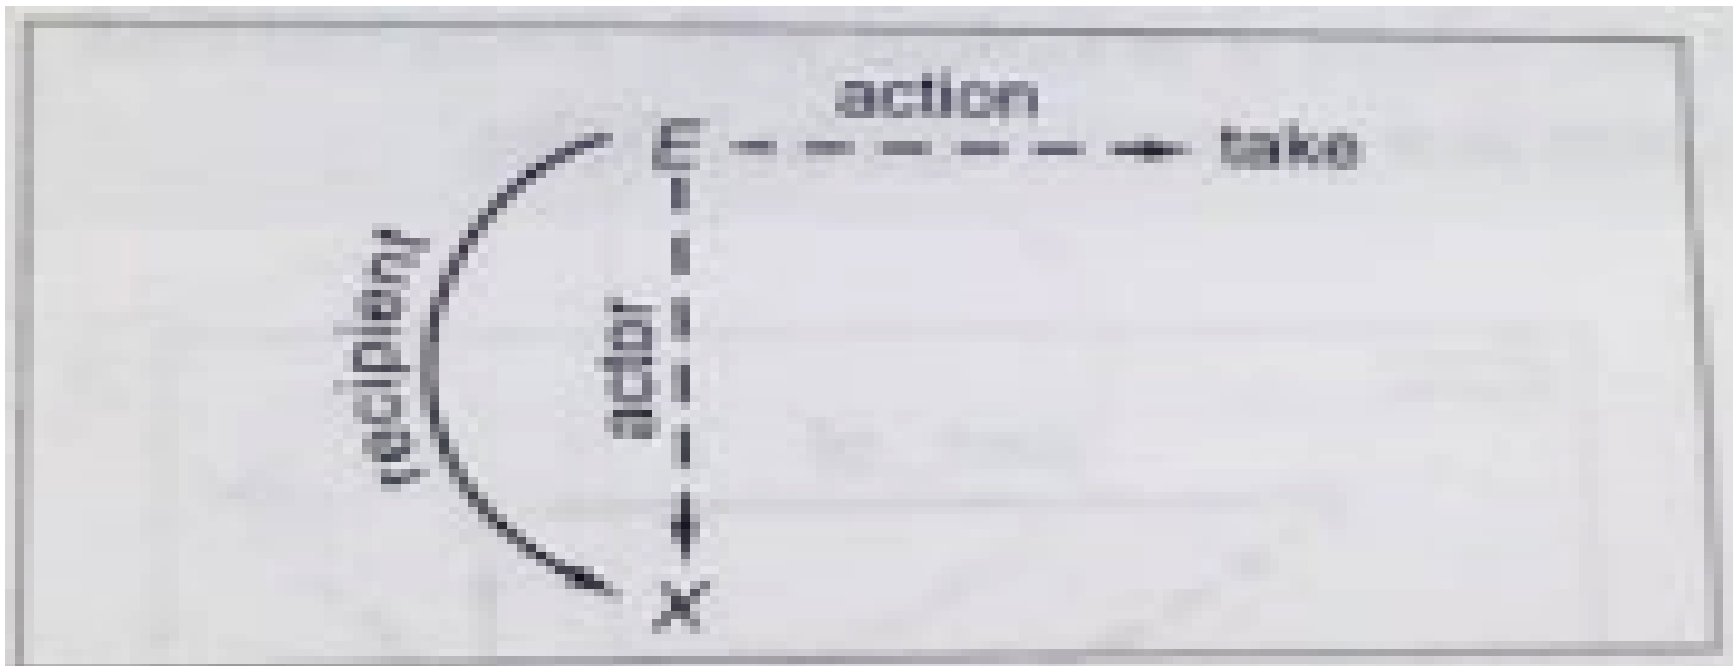 action
E take
recipient
actor
X